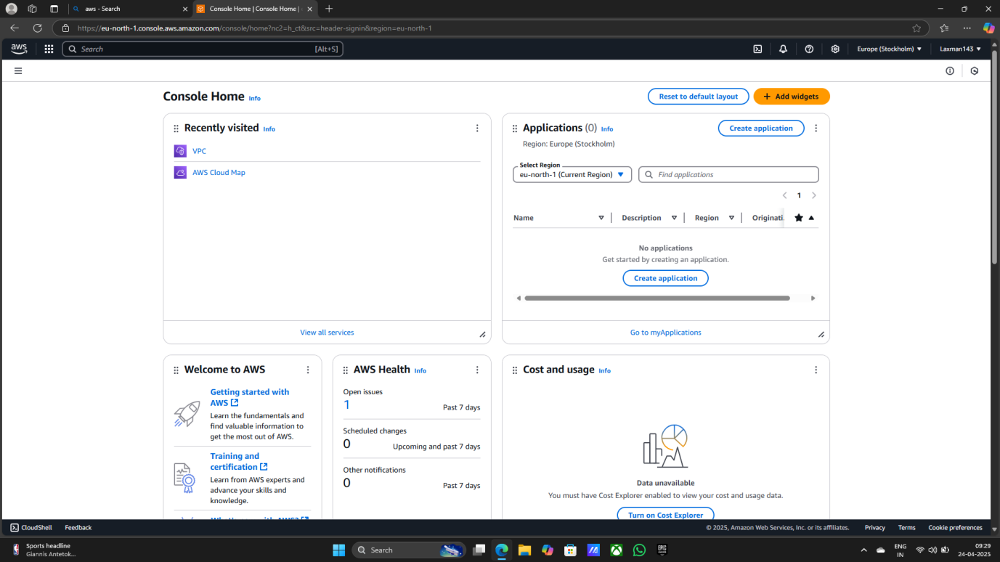 aws - Search
Console Home | Console Home |
https://eu-north-1.console.aws.amazon.com/console/home?nc2=h_ct&src=header-signin&region=eu-north-1
aws
Search
[Alt+S]
Europe (Stockholm)
Laxman143
Console Home Info
Reset to default layout
Add widgets
Recently visited Info
VPC
AWS Cloud Map
View all services
Applications (0) Info
Create application
Region: Europe (Stockholm)
Select Region
eu-north-1 (Current Region)
Find applications
1
Name
Description
Region
Originati.
No applications
Get started by creating an application.
Create application
Go to myApplications
Welcome to AWS
Getting started with
AWS
Learn the fundamentals and
find valuable information to
get the most out of AWS.
Training and
certification
Learn from AWS experts and
advance your skills and
knowledge.
What's new with AWS?
AWS Health Info
Open issues
1
Past 7 days
Scheduled changes
0
Upcoming and past 7 days
Other notifications
0
Past 7 days
Cost and usage Info
Data unavailable
You must have Cost Explorer enabled to view your cost and usage data.
Turn on Cost Explorer
CloudShell
Feedback
© 2025, Amazon Web Services, Inc. or its affiliates.
Privacy
Terms
Cookie preferences
Sports headline
Giannis Antetok...
Search
EPIC
ENG
IN
09:29
24-04-2025